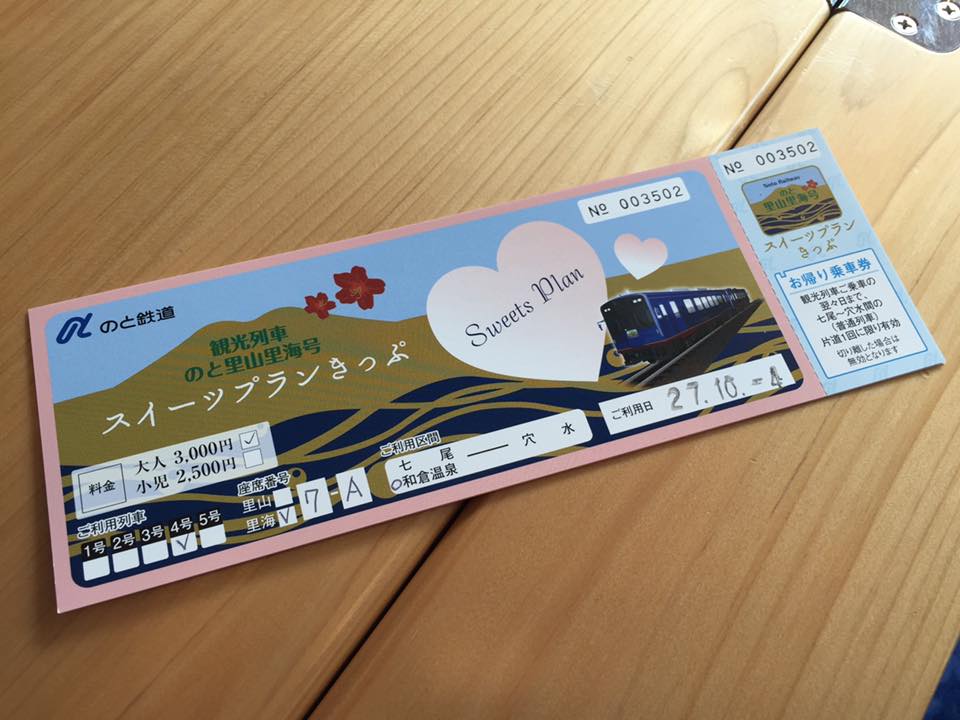 のと鉄道
観光列車
のと里山里海号
スイーツプランきっぷ
Sweets Plan
№ 003502
料金
大人 3,000円 ✓
小児 2,500円
ご利用列車
1号 2号 3号 4号 5号
✓
座席番号
里山
里海 ✓ 7-A
ご利用区間
七尾 — 穴水
○和倉温泉
ご利用日 27.10.-4
№ 003502
Noto Railway
のと
里山里海号
スイーツプラン
きっぷ
お帰り乗車券
観光列車ご乗車の
翌々日まで、
七尾～穴水間の
(普通列車)
片道1回に限り有効
切り離した場合は
無効となります